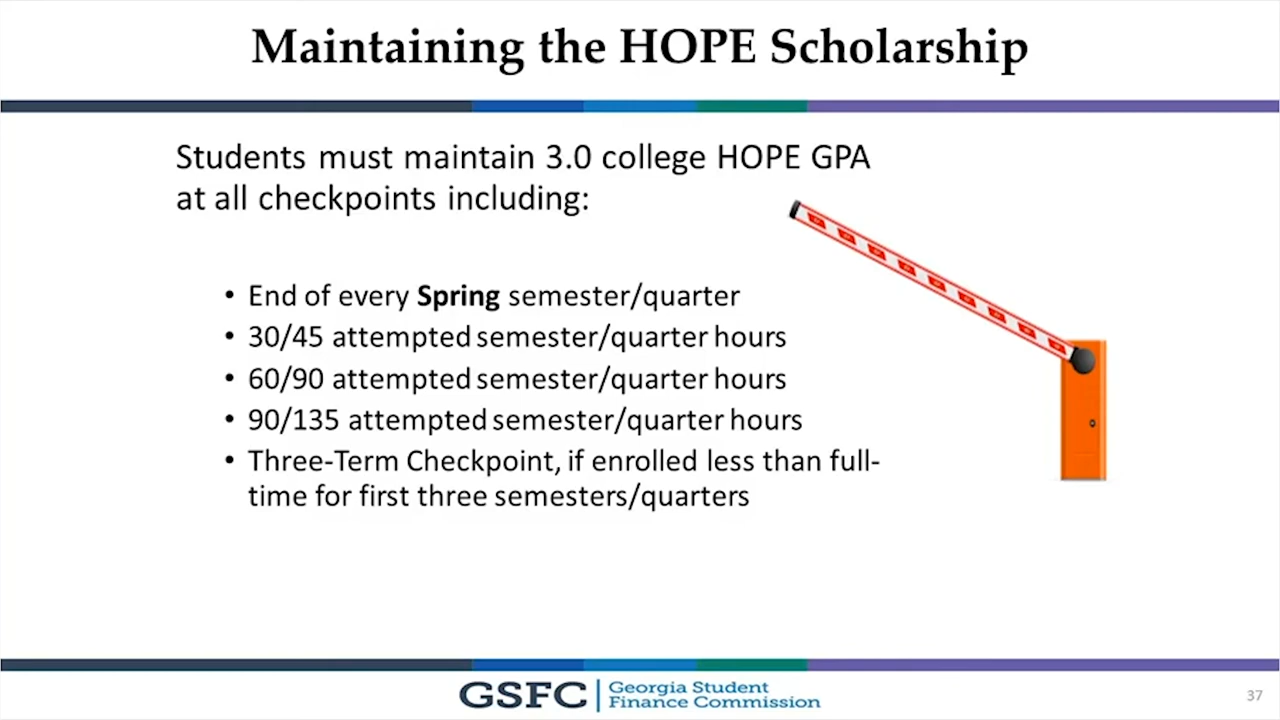 Maintaining the HOPE Scholarship
Students must maintain 3.0 college HOPE GPA
at all checkpoints including:
• End of every Spring semester/quarter
• 30/45 attempted semester/quarter hours
• 60/90 attempted semester/quarter hours
• 90/135 attempted semester/quarter hours
• Three-Term Checkpoint, if enrolled less than full-
time for first three semesters/quarters
GSFC | Georgia Student
Finance Commission
37